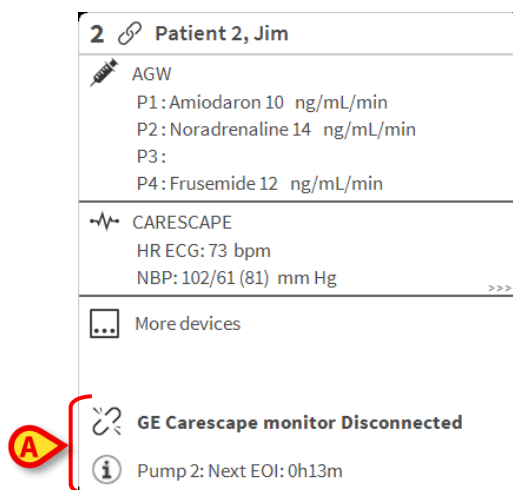 2 Patient 2, Jim
AGW
P1 : Amiodaron 10 ng/mL/min
P2 : Noradrenaline 14 ng/mL/min
P3 :
P4 : Frusemide 12 ng/mL/min
CARESCAPE
HR ECG: 73 bpm
NBP: 102/61 (81) mm Hg
>>>
... More devices
GE Carescape monitor Disconnected
A
i Pump 2: Next EOI: 0h13m